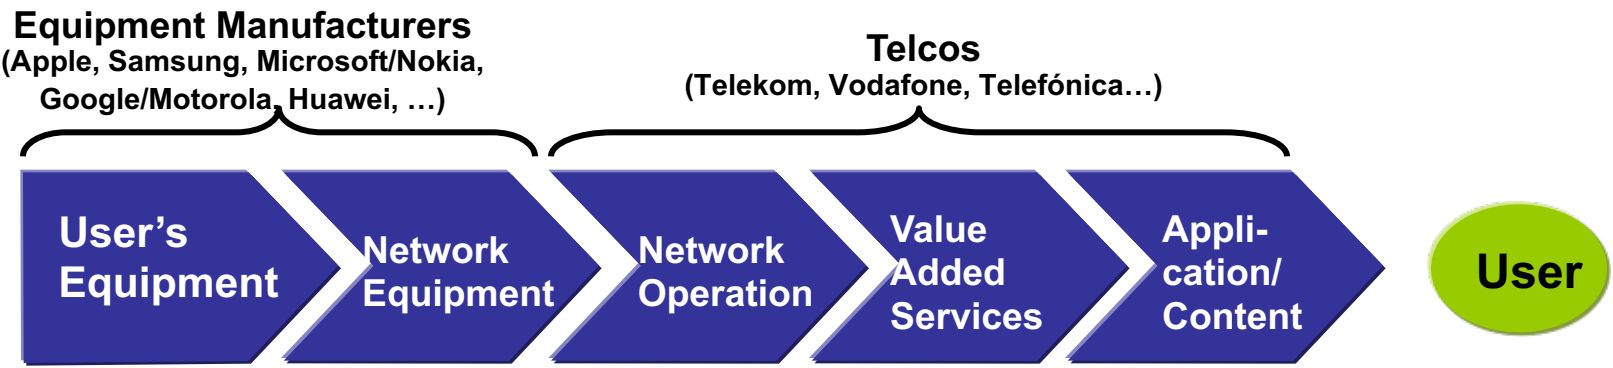 Equipment Manufacturers
(Apple, Samsung, Microsoft/Nokia,
Google/Motorola, Huawei, …)
Telcos
(Telekom, Vodafone, Telefónica…)
User’s
Equipment
Network
Equipment
Network
Operation
Value
Added
Services
Appli-
cation/
Content
User